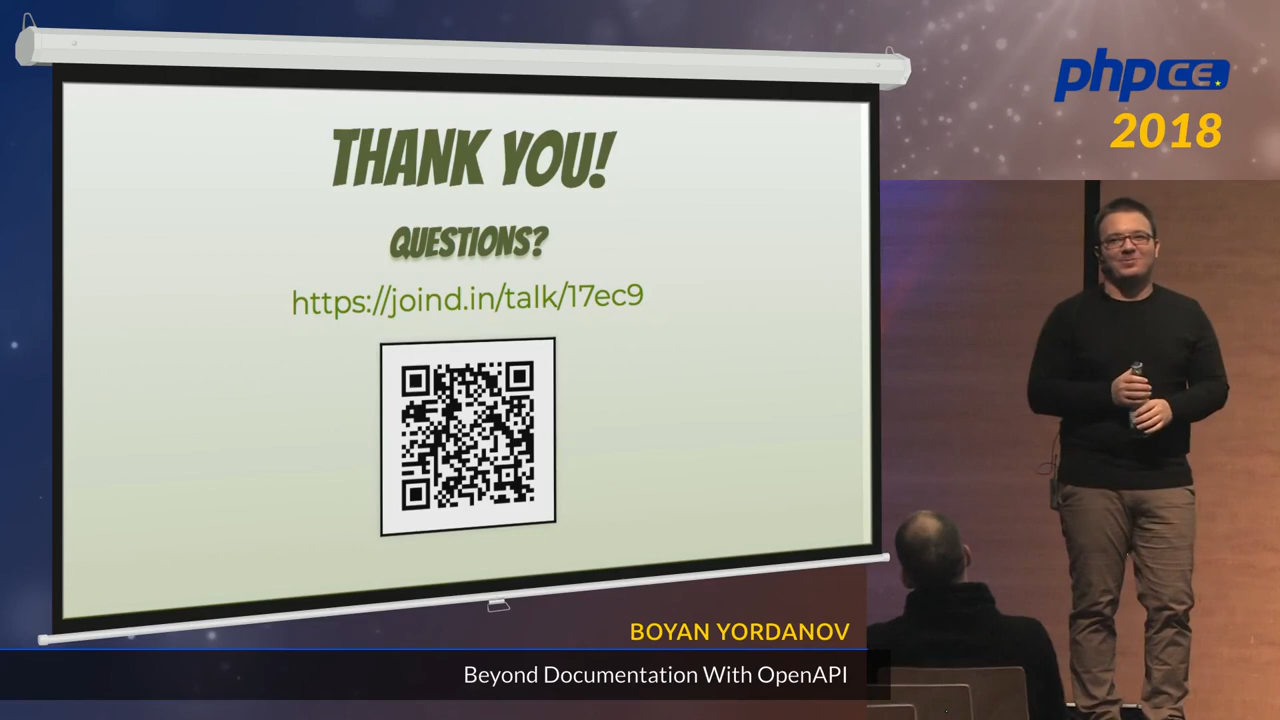 THANK YOU!
QUESTIONS?
https://joind.in/talk/17ec9
phpce.
2018
BOYAN YORDANOV
Beyond Documentation With OpenAPI